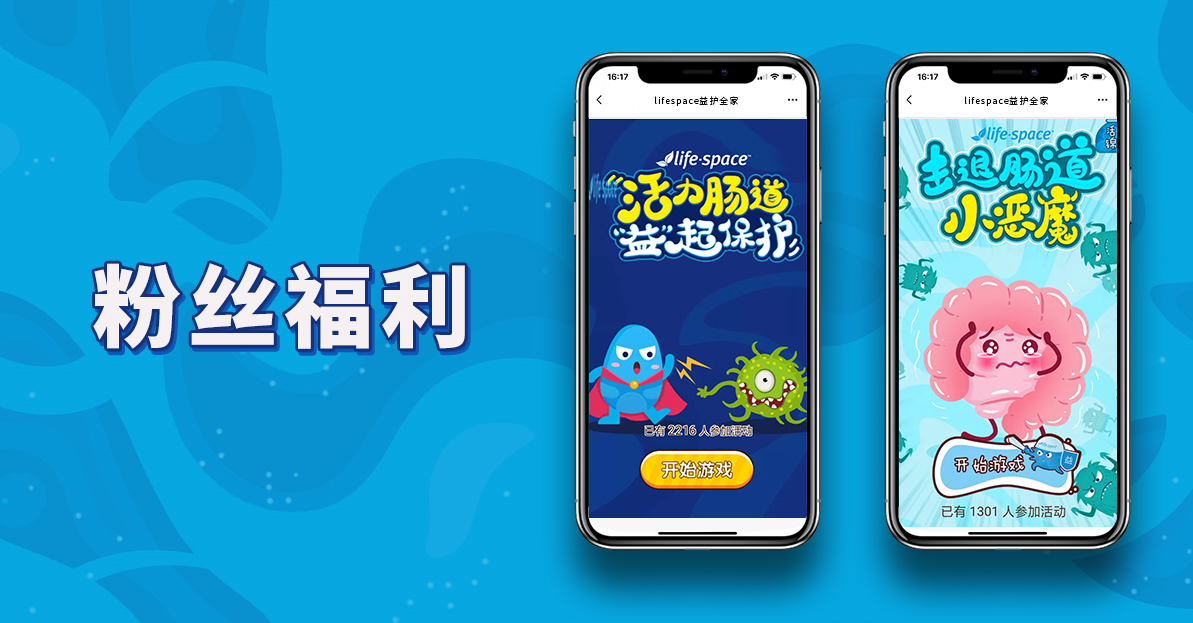 粉丝福利
16:17
lifespace益护全家
life·space™
"活力肠道
"益"起保护
已有 2216 人参加活动
开始游戏
16:17
lifespace益护全家
life·space™
击退肠道
小恶魔
开始游戏
益
已有 1301 人参加活动